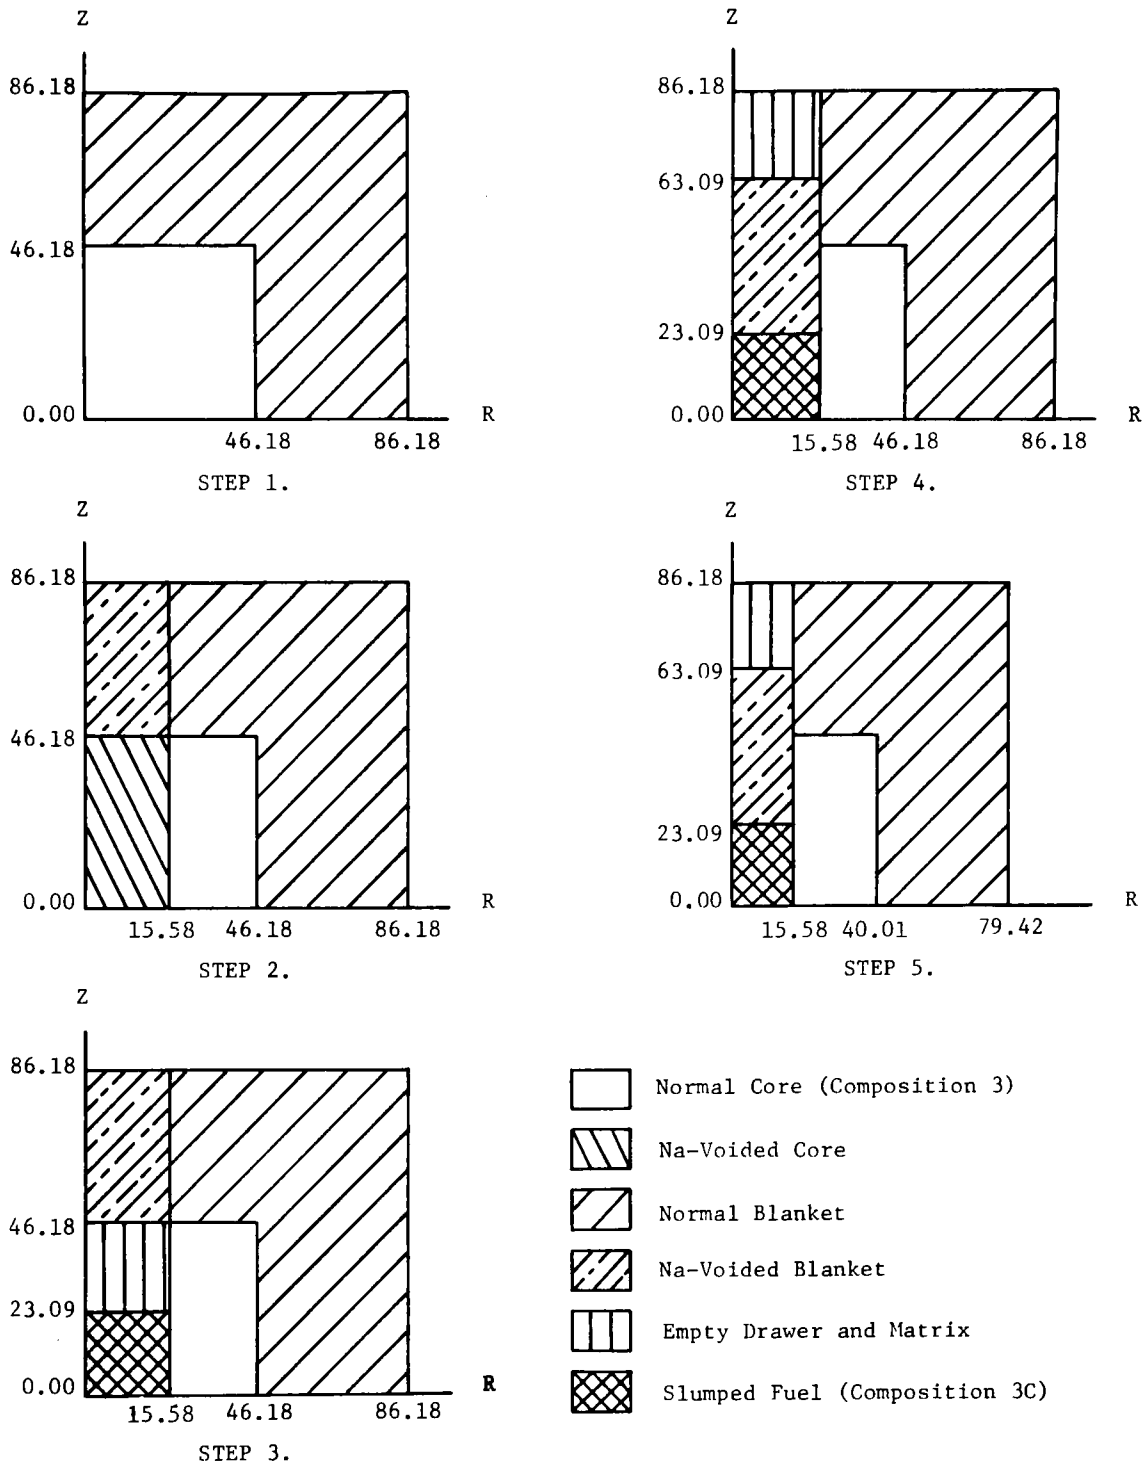 Z
86.18
46.18
0.00
R
46.18
86.18
STEP 1.
Z
86.18
46.18
0.00
R
15.58
46.18
86.18
STEP 2.
Z
86.18
46.18
23.09
0.00
R
15.58
46.18
86.18
STEP 3.
Z
86.18
63.09
23.09
0.00
R
15.58
46.18
86.18
STEP 4.
Z
86.18
63.09
23.09
0.00
R
15.58
40.01
79.42
STEP 5.
Normal Core (Composition 3)
Na-Voided Core
Normal Blanket
Na-Voided Blanket
Empty Drawer and Matrix
Slumped Fuel (Composition 3C)